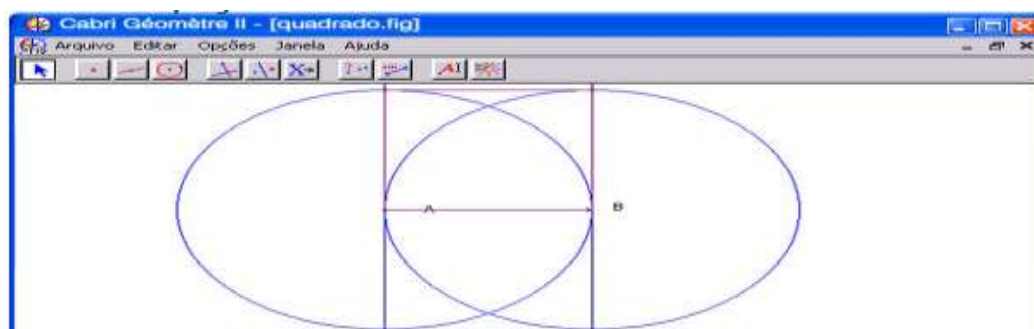 Cabri Géomètre II - [quadrado.fig]
Arquivo Editar Opções Janela Ajuda
A B